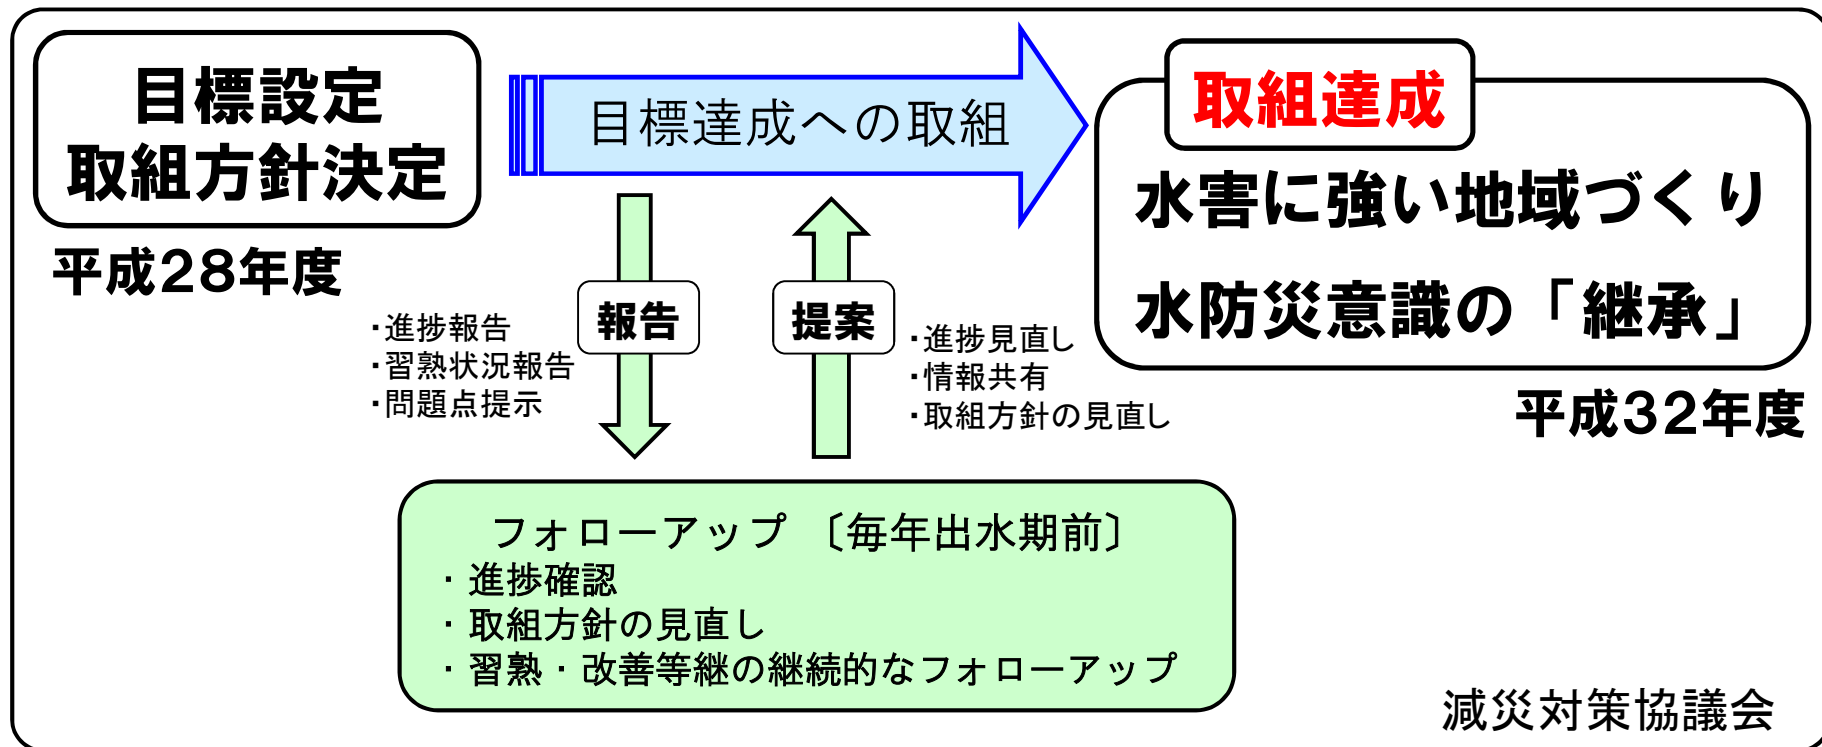 目標設定
取組方針決定
平成28年度
目標達成への取組
取組達成
水害に強い地域づくり
水防災意識の「継承」
平成32年度
報告
・進捗報告
・習熟状況報告
・問題点提示
提案
・進捗見直し
・情報共有
・取組方針の見直し
フォローアップ 〔毎年出水期前〕
・進捗確認
・取組方針の見直し
・習熟・改善等継の継続的なフォローアップ
減災対策協議会